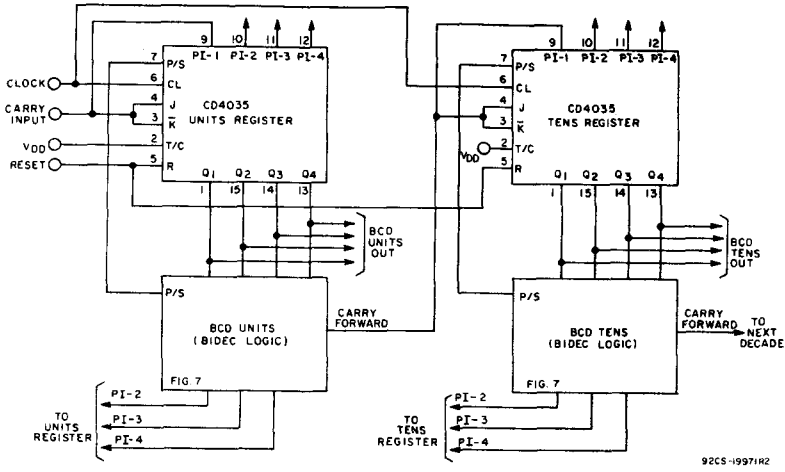 9 10 11 12
PI-1 PI-2 PI-3 PI-4
7 P/S
CLOCK 6 CL
4 J
CARRY INPUT
3 K̅
CD4035
UNITS REGISTER
VDD 2 T/C
RESET 5 R
Q1 Q2 Q3 Q4
1 15 14 13
BCD
UNITS
OUT
P/S
BCD UNITS
(BIDEC LOGIC)
FIG. 7
CARRY
FORWARD
PI-2
PI-3
PI-4
TO
UNITS
REGISTER
9 10 11 12
PI-1 PI-2 PI-3 PI-4
7 P/S
6 CL
4 J
3 K̅
CD4035
TENS REGISTER
VDD 2 T/C
5 R
Q1 Q2 Q3 Q4
1 15 14 13
BCD
TENS
OUT
P/S
BCD TENS
(BIDEC LOGIC)
FIG. 7
CARRY
FORWARD
TO
NEXT
DECADE
PI-2
PI-3
PI-4
TO
TENS
REGISTER
92CS-19971R2